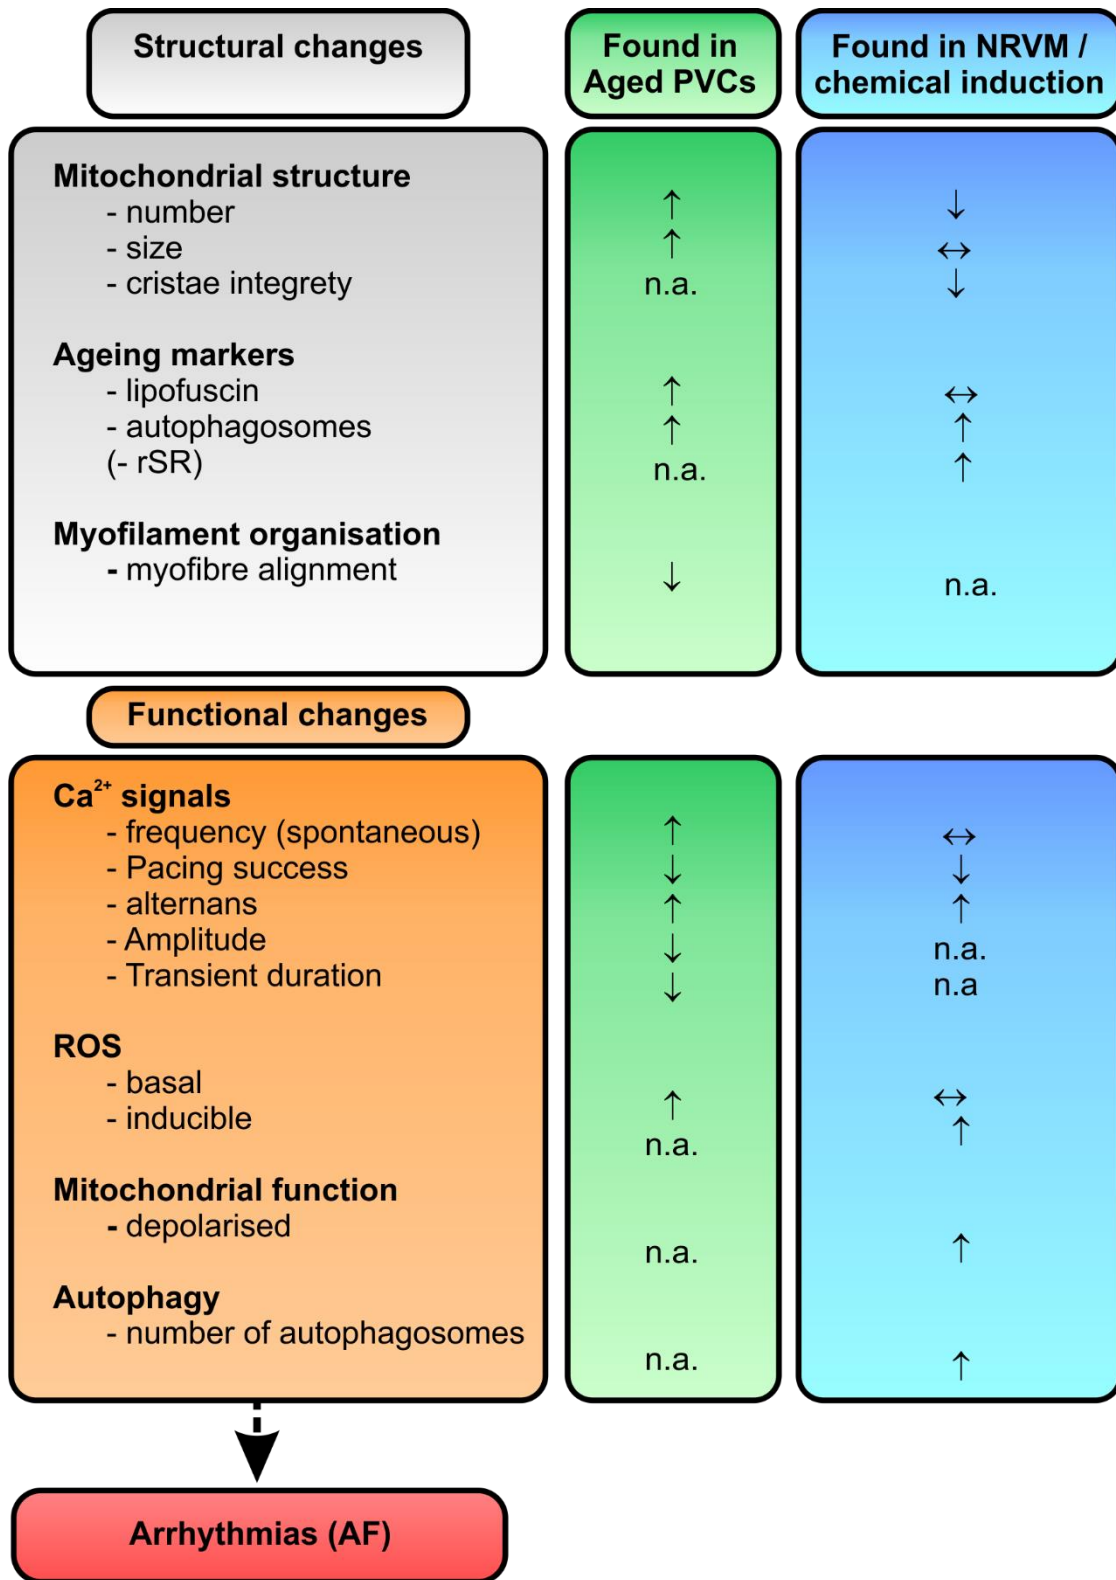 Structural changes
Found in
Aged PVCs
Found in NRVM /
chemical induction
Mitochondrial structure
- number ↑ ↓
- size ↑ ↔
- cristae integrety n.a. ↓
Ageing markers
- lipofuscin ↑ ↔
- autophagosomes ↑ ↑
(- rSR) n.a. ↑
Myofilament organisation
- myofibre alignment ↓ n.a.
Functional changes
Ca²⁺ signals
- frequency (spontaneous) ↑ ↔
- Pacing success ↓ ↓
- alternans ↑ ↑
- Amplitude ↓ n.a.
- Transient duration ↓ n.a
ROS
- basal ↑ ↔
- inducible n.a. ↑
Mitochondrial function
- depolarised n.a. ↑
Autophagy
- number of autophagosomes n.a. ↑
Arrhythmias (AF)